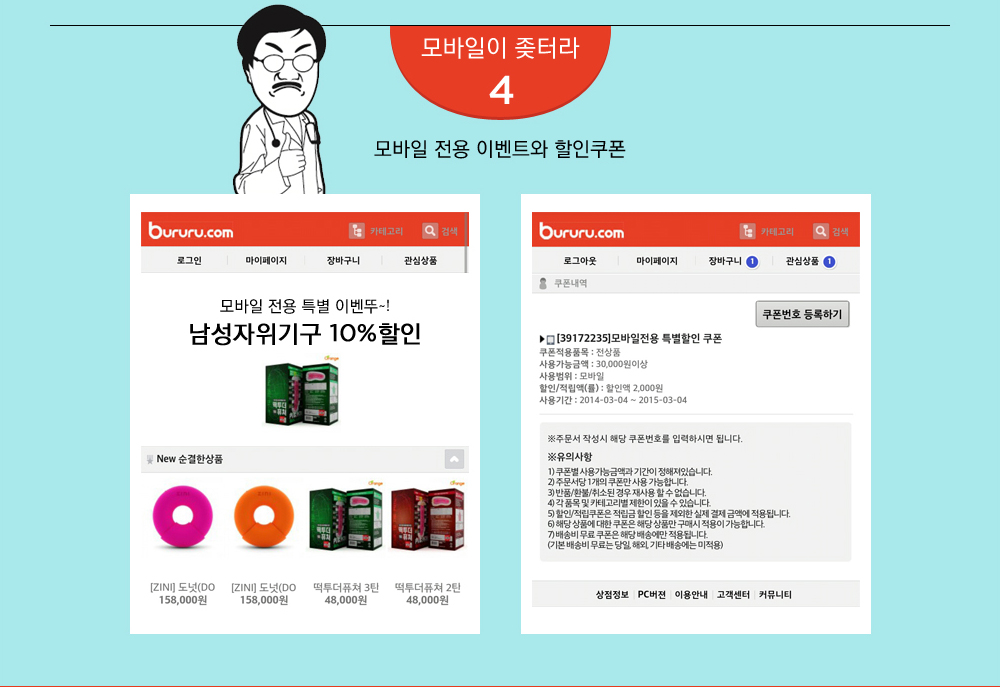 모바일이 좆터라
4
모바일 전용 이벤트와 할인쿠폰
bururu.com 카테고리 검색
로그인 마이페이지 장바구니 관심상품
모바일 전용 특별 이벤뚜~!
남성자위기구 10%할인
New 순결한상품
[ZINI] 도넛(DO [ZINI] 도넛(DO 떡투더퓨쳐 3탄 떡투더퓨쳐 2탄
158,000원 158,000원 48,000원 48,000원
bururu.com 카테고리 검색
로그아웃 마이페이지 장바구니 1 관심상품 1
쿠폰내역
쿠폰번호 등록하기
[39172235]모바일전용 특별할인 쿠폰
쿠폰적용품목 : 전상품
사용가능금액 : 30,000원이상
사용범위 : 모바일
할인/적립액(률) : 할인액 2,000원
사용기간 : 2014-03-04 ~ 2015-03-04
※주문서 작성시 해당 쿠폰번호를 입력하시면 됩니다.
※유의사항
1) 쿠폰별 사용가능금액과 기간이 정해져있습니다.
2) 주문서당 1개의 쿠폰만 사용 가능합니다.
3) 반품/환불/취소된 경우 재사용 할 수 없습니다.
4) 각 품목 및 카테고리별 제한이 있을 수 있습니다.
5) 할인/적립쿠폰은 적립금 할인 등을 제외한 실제 결제 금액에 적용됩니다.
6) 해당 상품에 대한 쿠폰은 해당 상품만 구매시 적용이 가능합니다.
7) 배송비 무료 쿠폰은 해당 배송에만 적용됩니다.
(기본 배송비 무료는 당일, 해외, 기타 배송에는 미적용)
상점정보 PC버젼 이용안내 고객센터 커뮤니티